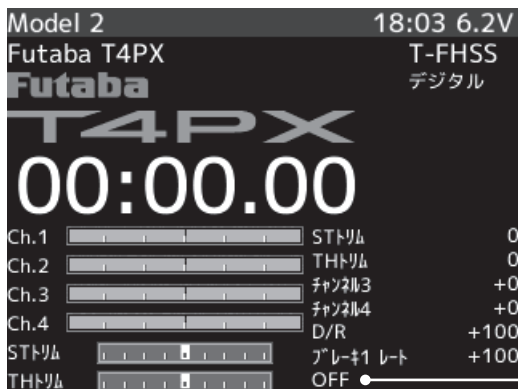 Model 2 18:03 6.2V
Futaba T4PX T-FHSS
Futaba デジタル
T4PX
00:00.00
Ch.1 STトリム 0
Ch.2 THトリム 0
Ch.3 チャンネル3 +0
Ch.4 チャンネル4 +0
D/R +100
STトリム ブレーキ1 レート +100
THトリム OFF